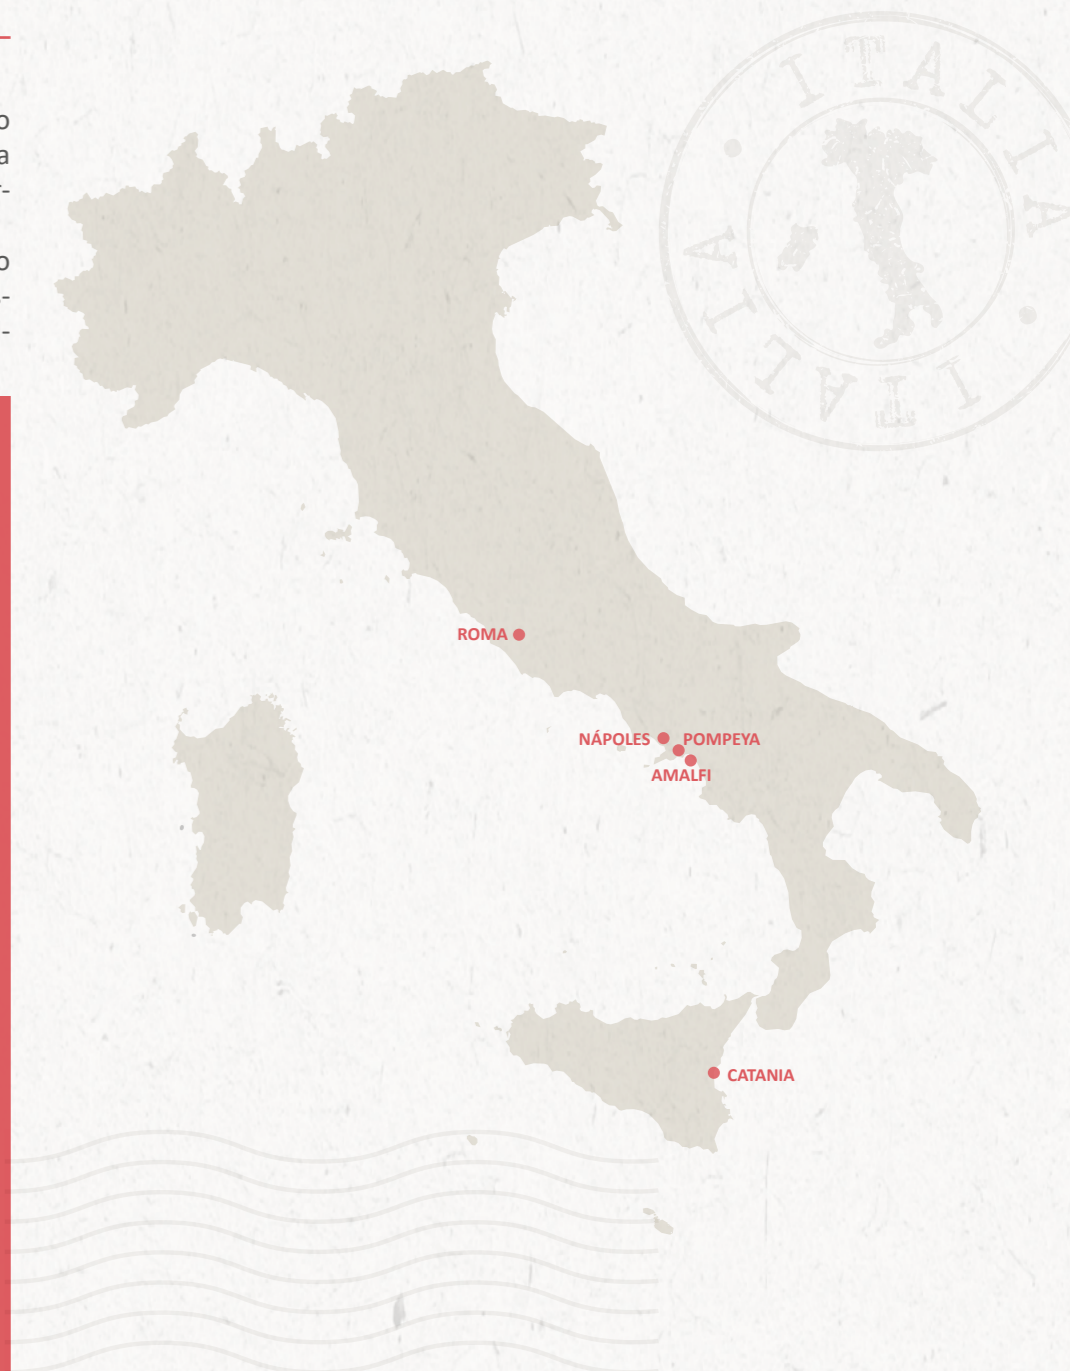 o
a
r-
o
-
-
ITALIA • ITALIA •
ROMA
NÁPOLES
POMPEYA
AMALFI
CATANIA